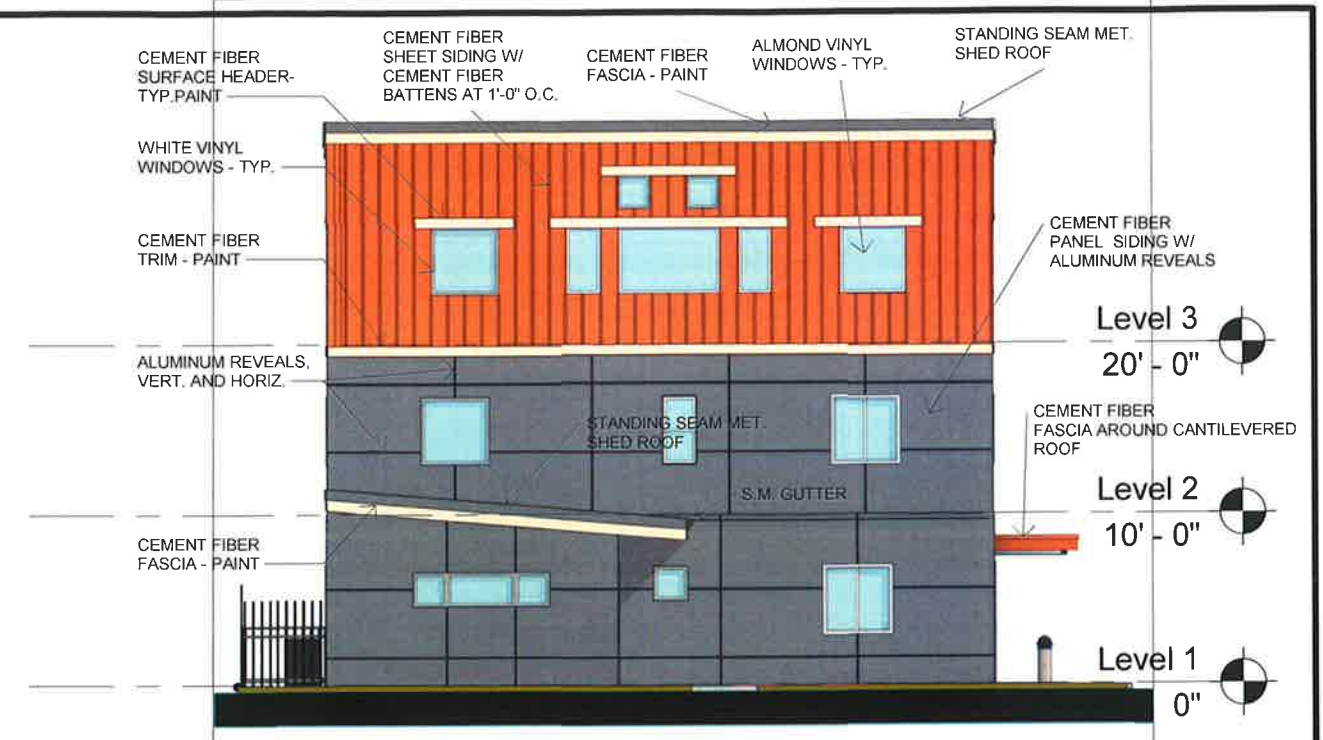 CEMENT FIBER
SURFACE HEADER-
TYP.PAINT
CEMENT FIBER
SHEET SIDING W/
CEMENT FIBER
BATTENS AT 1'-0" O.C.
CEMENT FIBER
FASCIA - PAINT
ALMOND VINYL
WINDOWS - TYP.
STANDING SEAM MET.
SHED ROOF
WHITE VINYL
WINDOWS - TYP.
CEMENT FIBER
TRIM - PAINT
CEMENT FIBER
PANEL SIDING W/
ALUMINUM REVEALS
Level 3
20' - 0"
ALUMINUM REVEALS,
VERT. AND HORIZ.
STANDING SEAM MET.
SHED ROOF
CEMENT FIBER
FASCIA AROUND CANTILEVERED
ROOF
S.M. GUTTER
Level 2
10' - 0"
CEMENT FIBER
FASCIA - PAINT
Level 1
0"